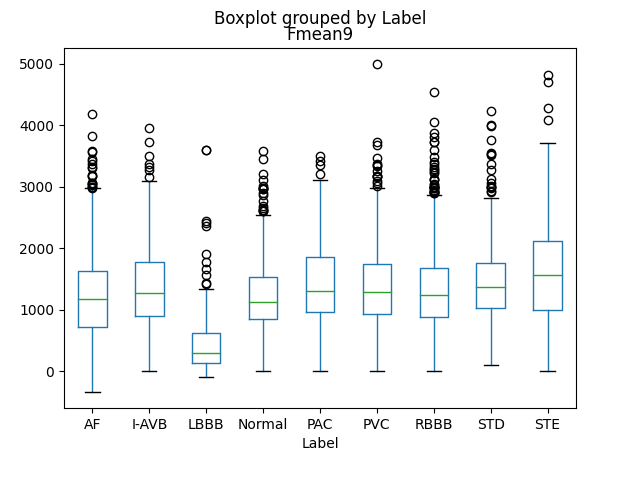 Boxplot grouped by Label
Fmean9
5000
4000
3000
2000
1000
0
AF I-AVB LBBB Normal PAC PVC RBBB STD STE
Label